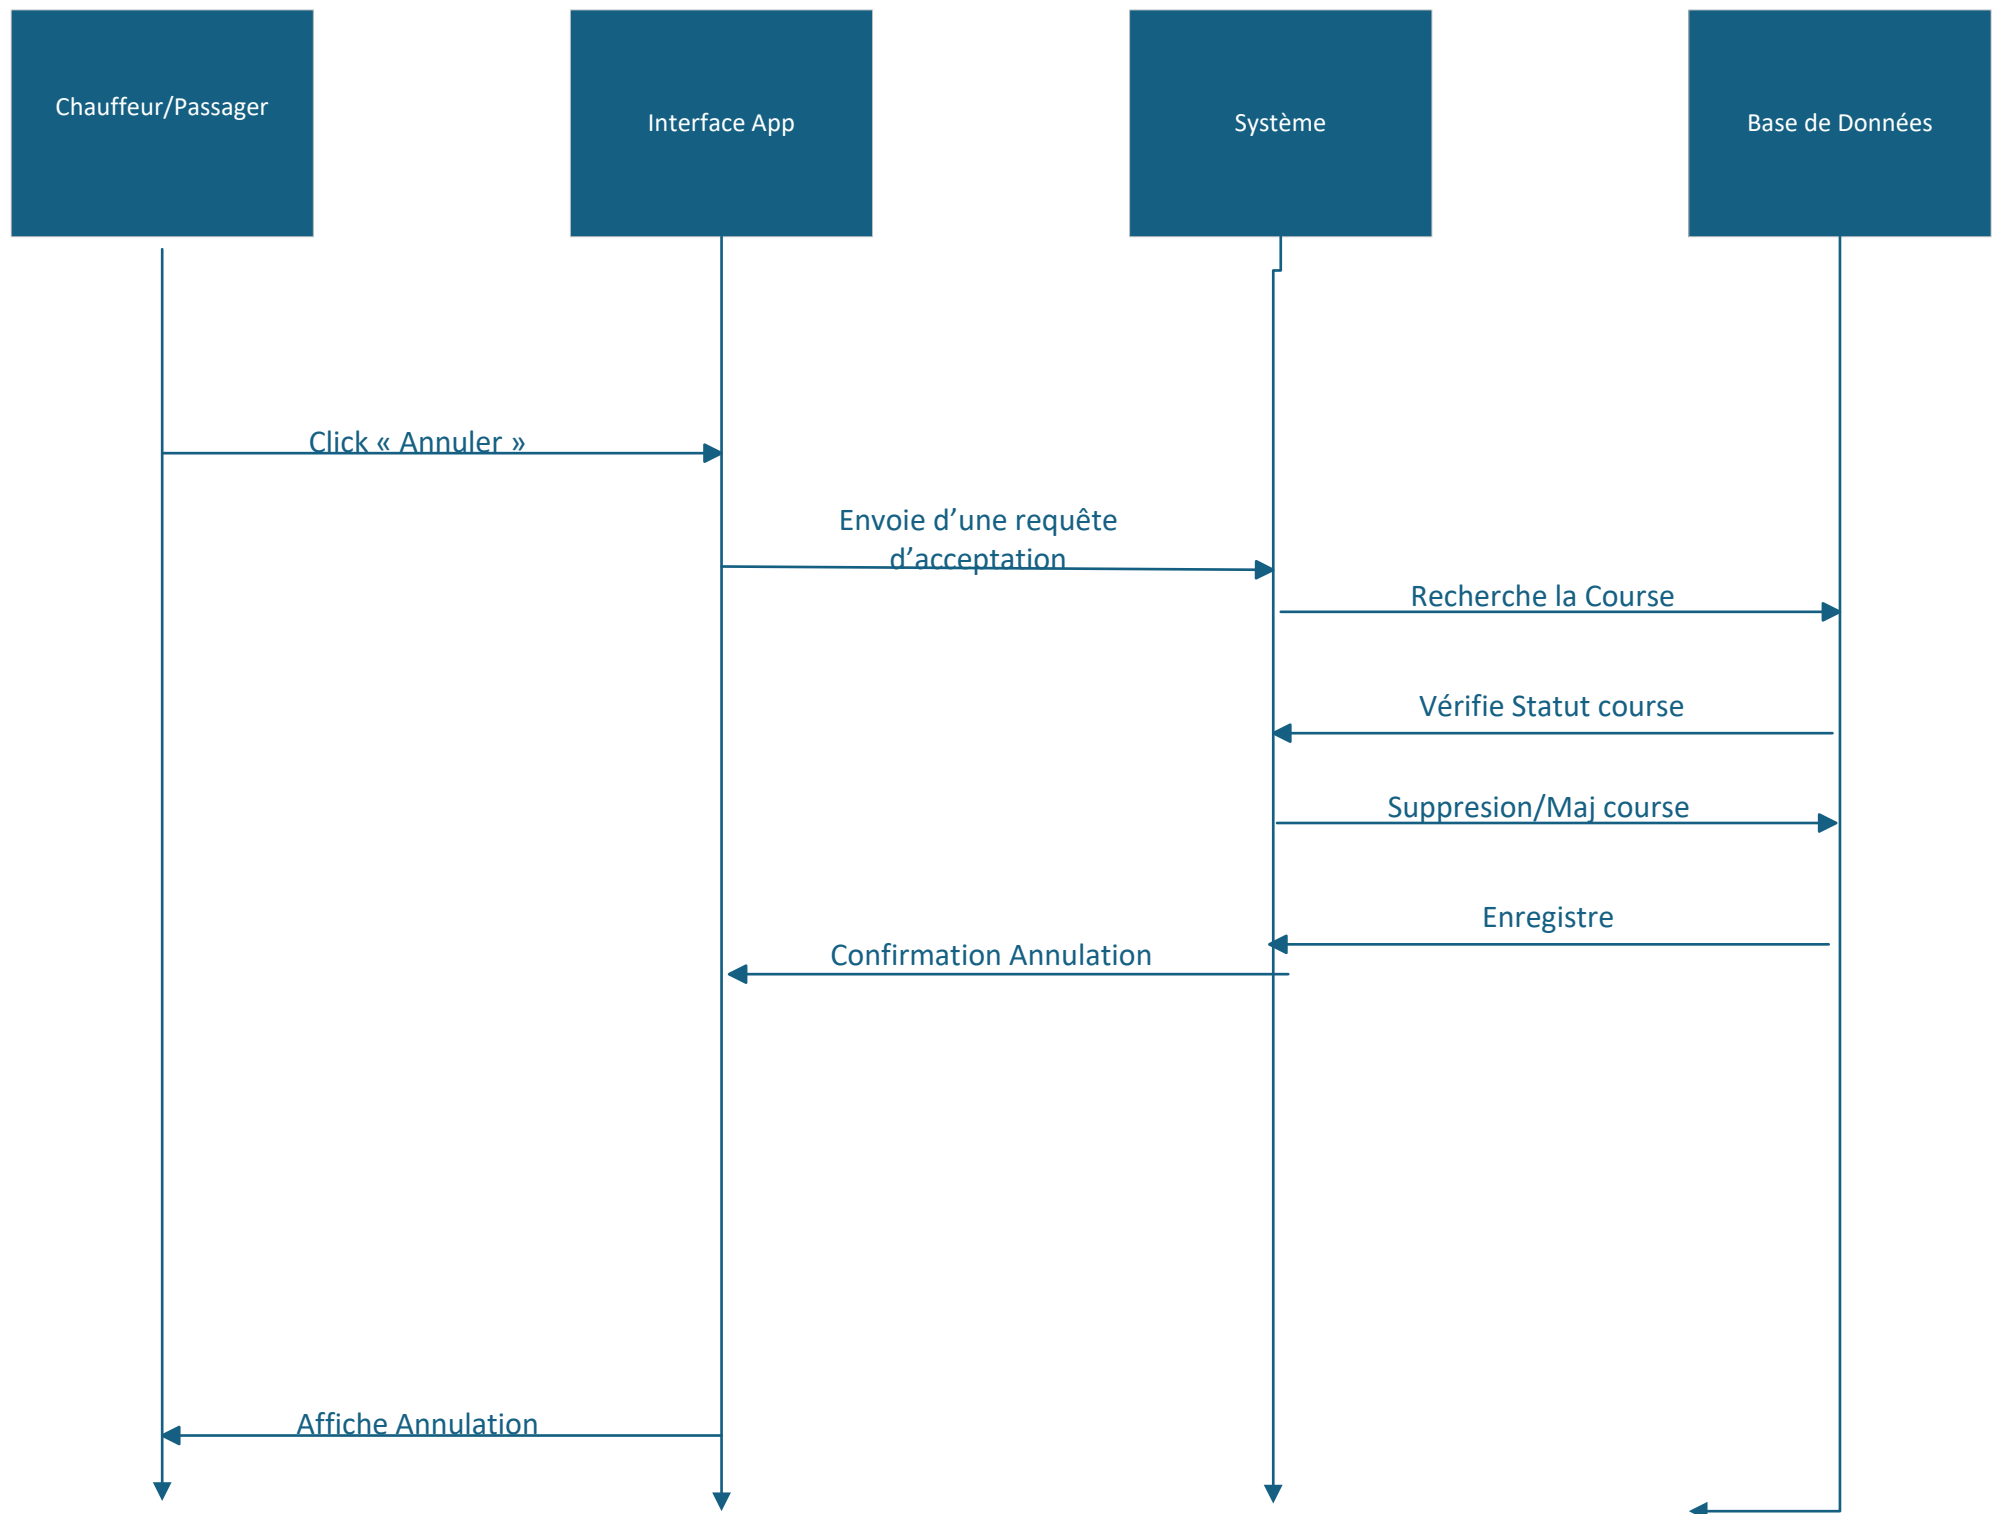 Chauffeur/Passager
Interface App
Système
Base de Données
Click « Annuler »
Envoie d’une requête
d’acceptation
Recherche la Course
Vérifie Statut course
Suppresion/Maj course
Enregistre
Confirmation Annulation
Affiche Annulation